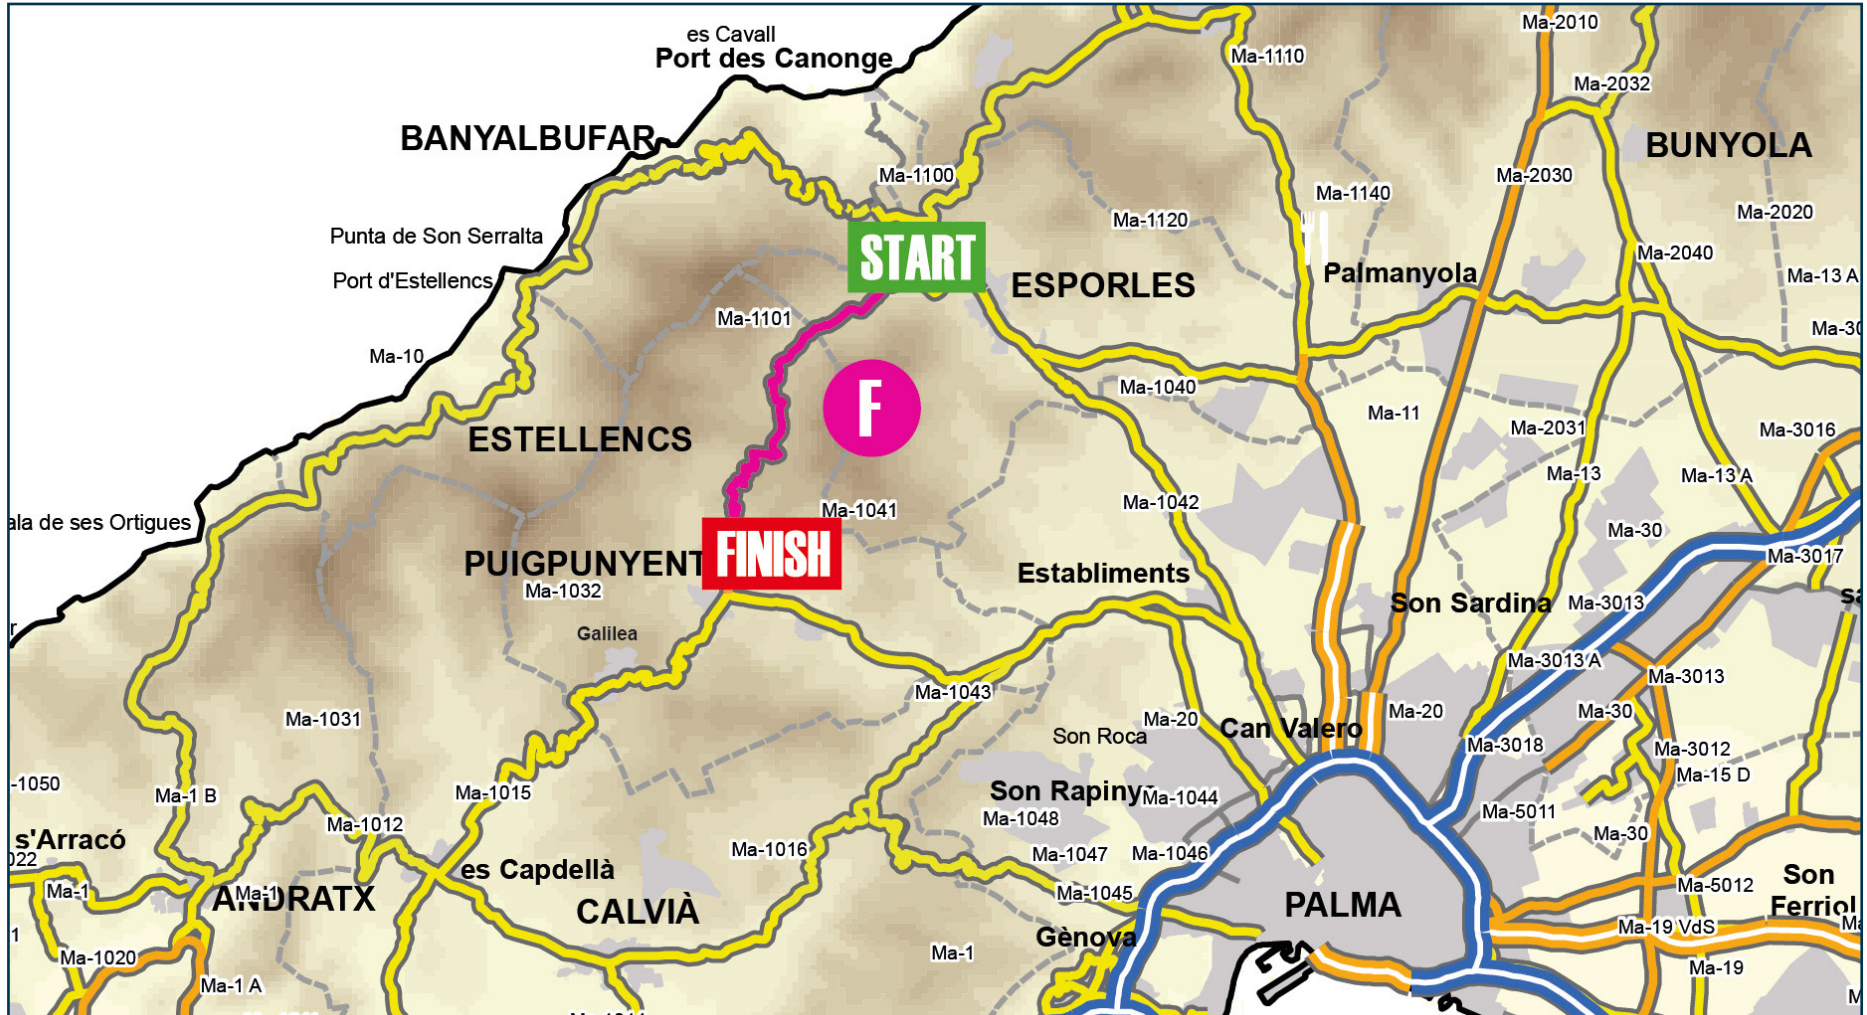 es Cavall
Port des Canonge
Ma-2010
Ma-1110
Ma-2032
BANYALBUFAR
BUNYOLA
Ma-1100
Ma-2030
Ma-1140
Ma-2020
Ma-1120
Punta de Son Serralta
START
Ma-2040
Port d'Estellencs
ESPORLES
Palmanyola
Ma-13 A
Ma-1101
Ma-30
Ma-10
Ma-1040
F
Ma-11
Ma-2031
Ma-3016
ESTELLENCS
Ma-13
Ma-13 A
Ma-1042
Ma-1041
ala de ses Ortigues
Ma-30
FINISH
Ma-3017
PUIGPUNYENT
Establiments
Ma-1032
Son Sardina
Ma-3013
sa
r
Galilea
Ma-3013 A
Ma-3013
Ma-1043
Ma-1031
Ma-20
Ma-20
Ma-30
Can Valero
Son Roca
Ma-3018
Ma-3012
Ma-15 D
-1050
Ma-1 B
Ma-1015
Son Rapiny
Ma-1044
Ma-5011
Ma-1048
Ma-1012
Ma-30
s'Arracó
022
Ma-1016
Ma-1047
Ma-1046
es Capdellà
Son
Ferriol
Ma-1
Ma-1
Ma-1045
Ma-5012
ANDRATX
CALVIÀ
PALMA
Ma-19 VdS
Gènova
1
Ma-1020
Ma-1
Ma-19
Ma-1 A